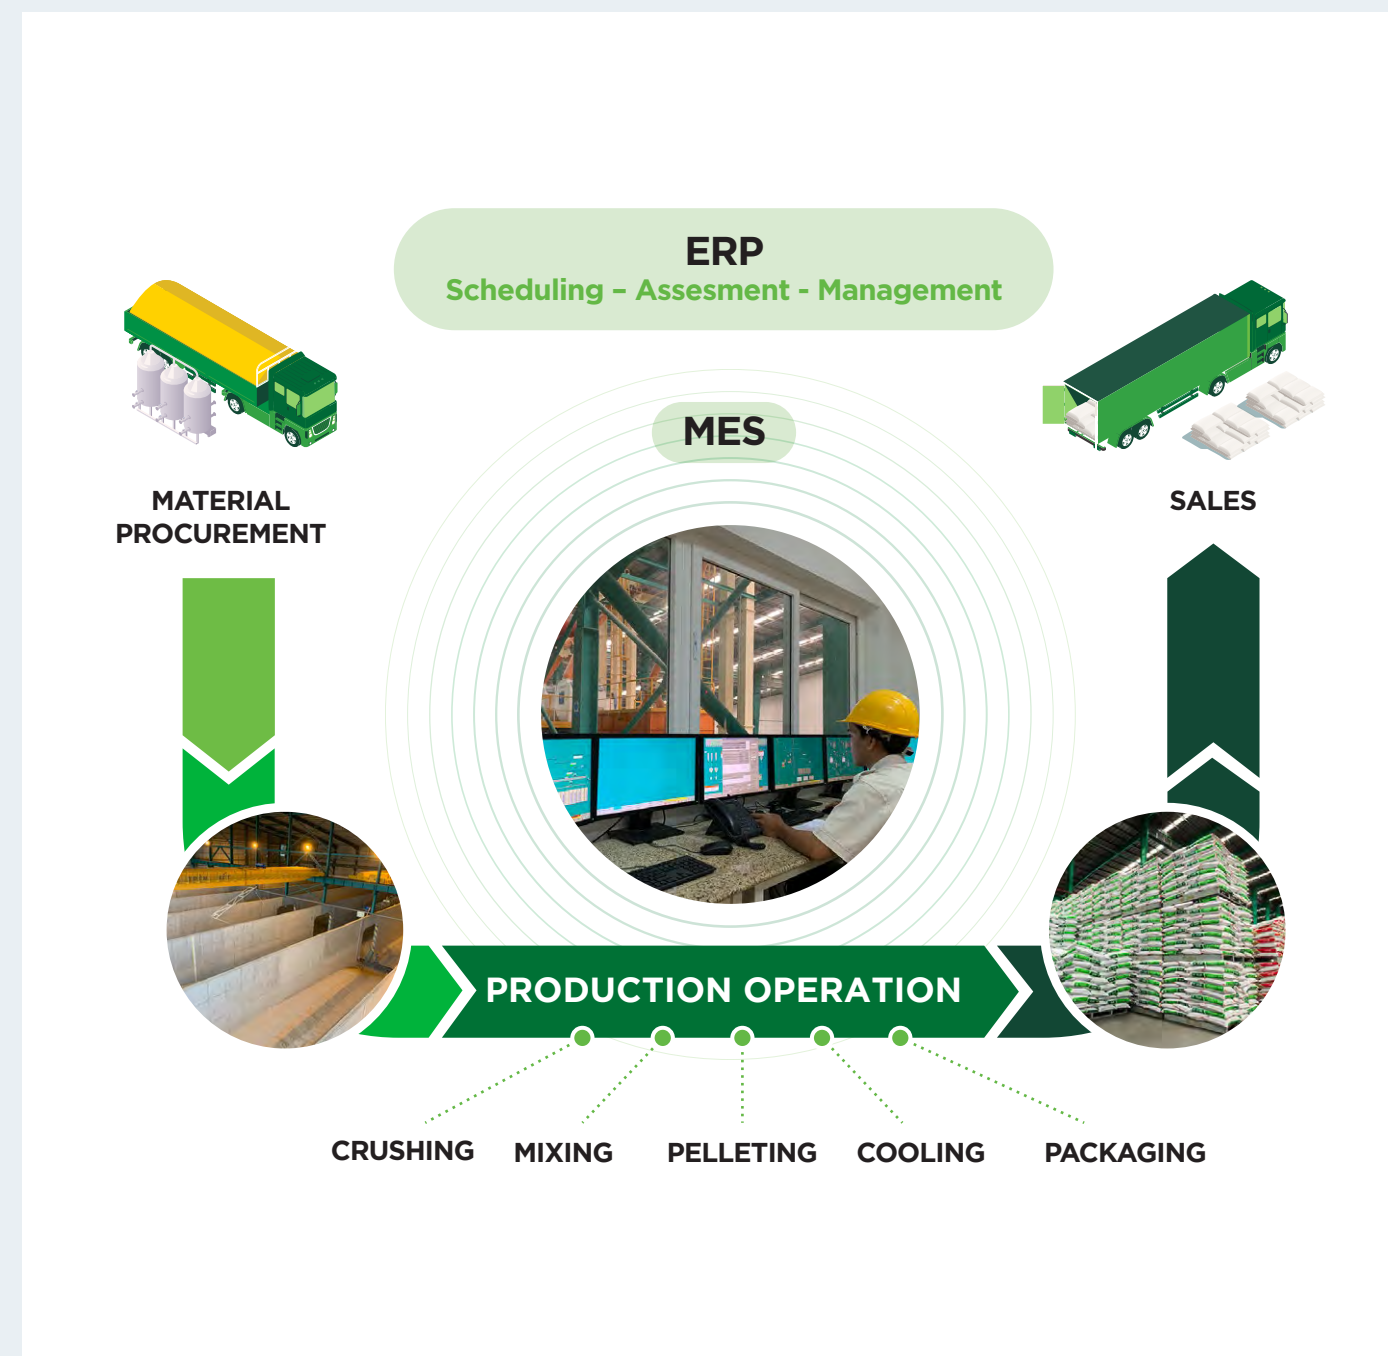 ERP
Scheduling – Assesment - Management
MES
MATERIAL
PROCUREMENT
SALES
PRODUCTION OPERATION
CRUSHING
MIXING
PELLETING
COOLING
PACKAGING